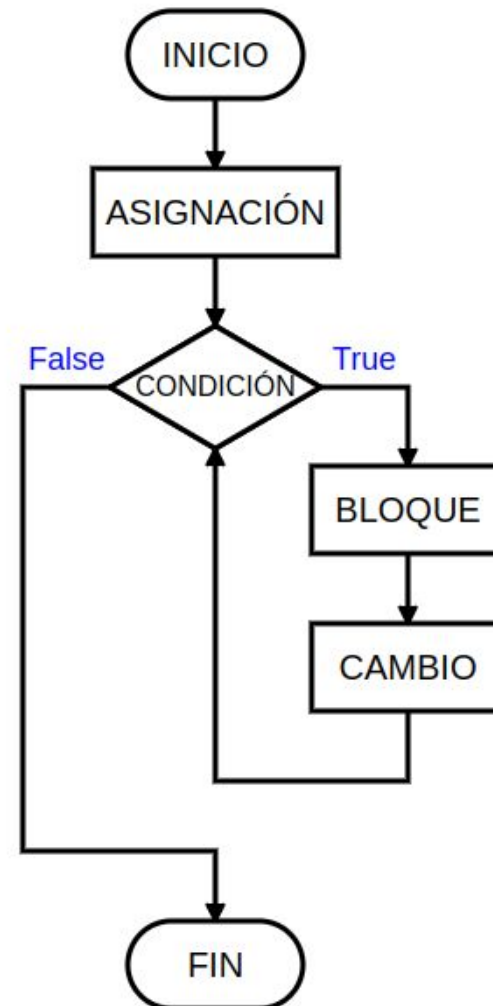 INICIO
ASIGNACIÓN
False
True
CONDICIÓN
BLOQUE
CAMBIO
FIN